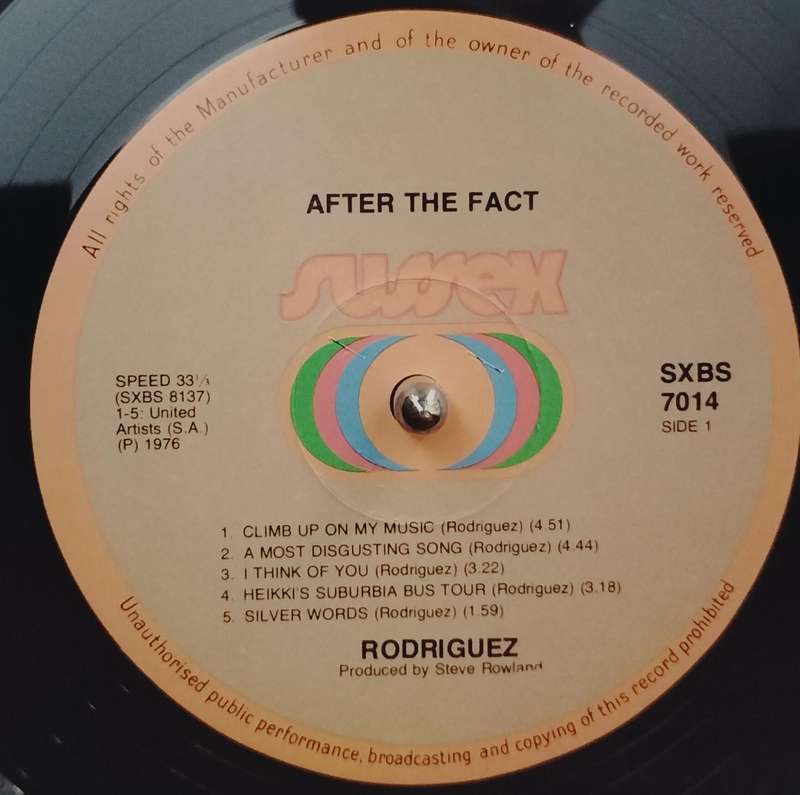 All rights of the Manufacturer and of the owner of the recorded work reserved
AFTER THE FACT
sussex
SPEED 33⅓
(SXBS 8137)
1-5: United
Artists (S.A.)
(P) 1976
SXBS
7014
SIDE 1
1. CLIMB UP ON MY MUSIC (Rodriguez) (4.51)
2. A MOST DISGUSTING SONG (Rodriguez) (4.44)
3. I THINK OF YOU (Rodriguez) (3.22)
4. HEIKKI'S SUBURBIA BUS TOUR (Rodriguez) (3.18)
5. SILVER WORDS (Rodriguez) (1.59)
RODRIGUEZ
Produced by Steve Rowland
Unauthorised public performance, broadcasting and copying of this record prohibited